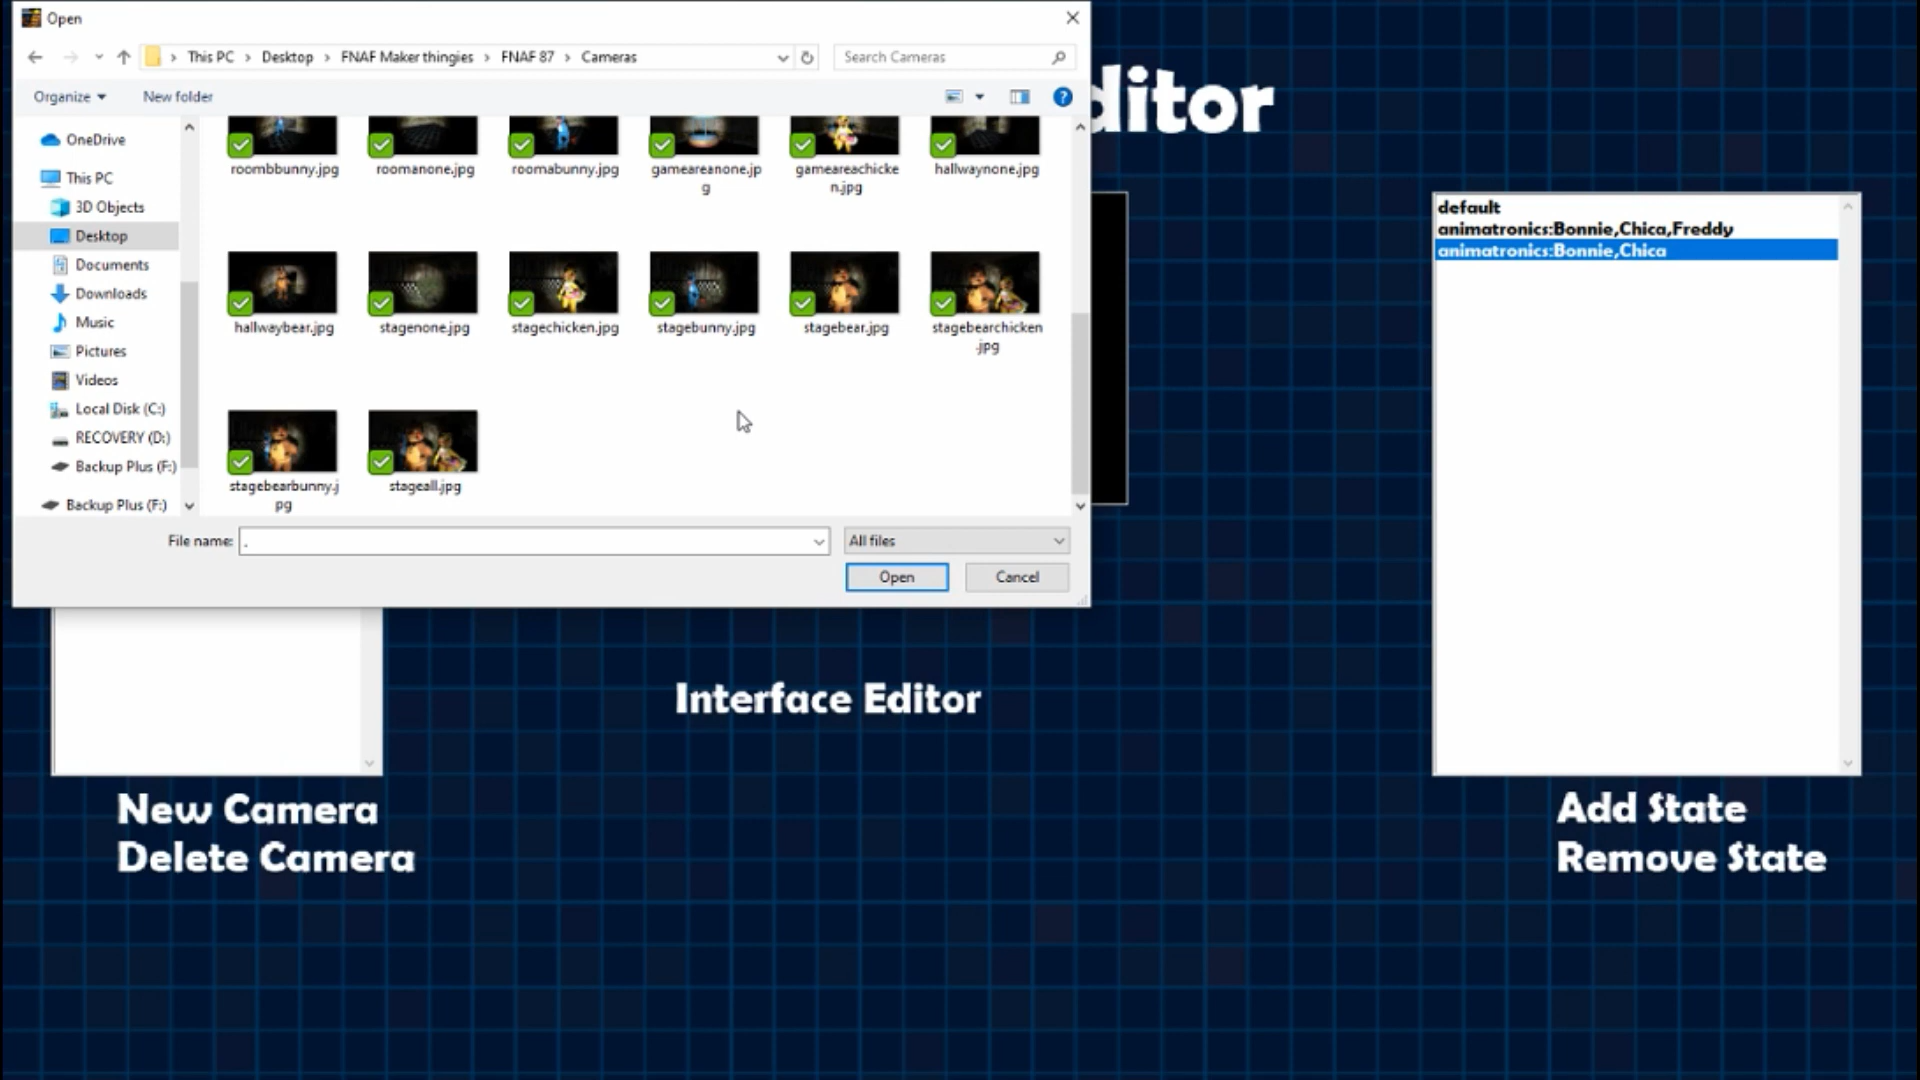 Open
This PC > Desktop > FNAF Maker thingies > FNAF 87 > Cameras
Search Cameras
Organize
New folder
?
OneDrive
This PC
3D Objects
Desktop
Documents
Downloads
Music
Pictures
Videos
Local Disk (C:)
RECOVERY (D:)
Backup Plus (F:)
Backup Plus (F:)
roombbunny.jpg
roomanone.jpg
roomabunny.jpg
gameareanone.jp
g
gameareachicke
n.jpg
hallwaynone.jpg
hallwaybear.jpg
stagenone.jpg
stagechicken.jpg
stagebunny.jpg
stagebear.jpg
stagebearchicken
.jpg
stagebearbunny.j
pg
stageall.jpg
File name: .
All files
Open
Cancel
ditor
default
animatronics:Bonnie,Chica,Freddy
animatronics:Bonnie,Chica
Interface Editor
New Camera
Delete Camera
Add State
Remove State